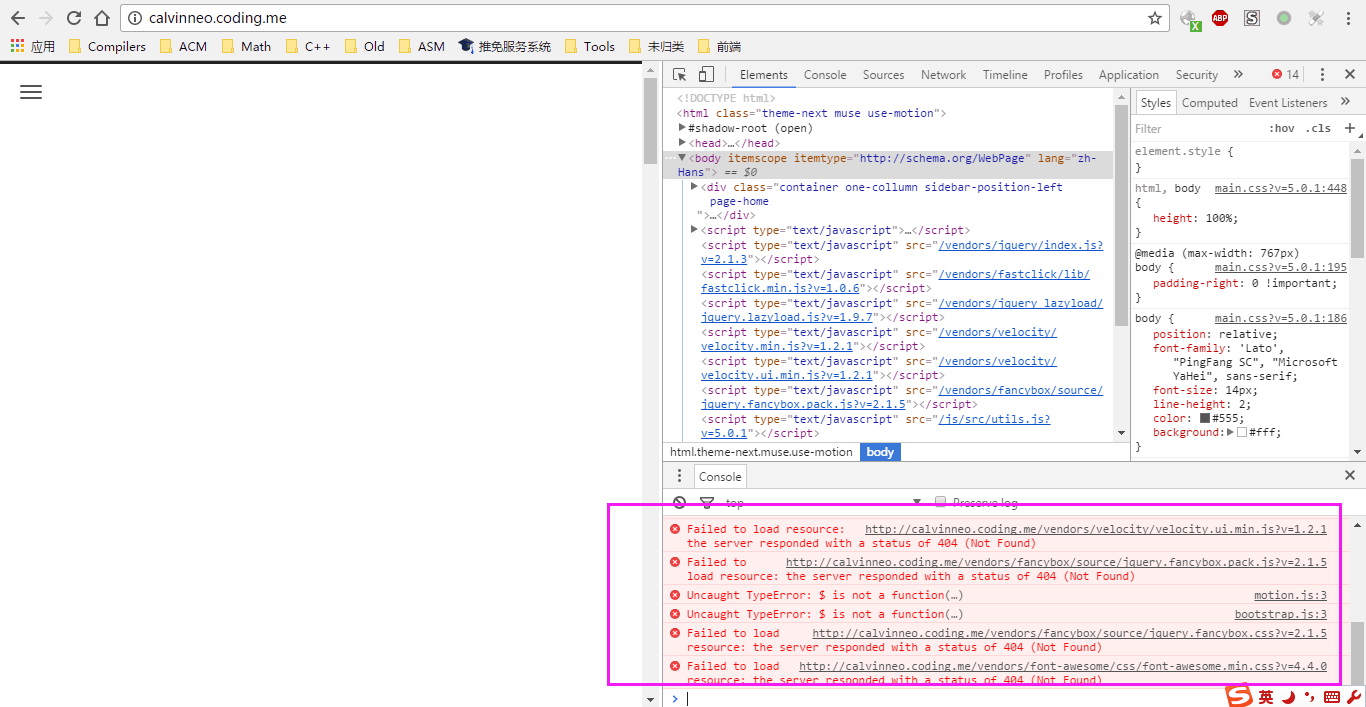 calvinneo.coding.me
ABP
应用 Compilers ACM Math C++ Old ASM 推免服务系统 Tools 未归类 前端
Elements Console Sources Network Timeline Profiles Application Security » 14
<!DOCTYPE html>
<html class="theme-next muse use-motion">
▶#shadow-root (open)
▶<head>…</head>
…▼<body itemscope itemtype="http://schema.org/WebPage" lang="zh-
Hans"> == $0
▶<div class="container one-collumn sidebar-position-left
page-home
">…</div>
▶<script type="text/javascript">…</script>
<script type="text/javascript" src="/vendors/jquery/index.js?
v=2.1.3"></script>
<script type="text/javascript" src="/vendors/fastclick/lib/
fastclick.min.js?v=1.0.6"></script>
<script type="text/javascript" src="/vendors/jquery_lazyload/
jquery.lazyload.js?v=1.9.7"></script>
<script type="text/javascript" src="/vendors/velocity/
velocity.min.js?v=1.2.1"></script>
<script type="text/javascript" src="/vendors/velocity/
velocity.ui.min.js?v=1.2.1"></script>
<script type="text/javascript" src="/vendors/fancybox/source/
jquery.fancybox.pack.js?v=2.1.5"></script>
<script type="text/javascript" src="/js/src/utils.js?
v=5.0.1"></script>
html.theme-next.muse.use-motion body
Styles Computed Event Listeners »
Filter :hov .cls +
element.style {
}
html, body main.css?v=5.0.1:448
{
height: 100%;
}
@media (max-width: 767px)
body { main.css?v=5.0.1:195
padding-right: 0 !important;
}
body { main.css?v=5.0.1:186
position: relative;
font-family: 'Lato',
"PingFang SC", "Microsoft
YaHei", sans-serif;
font-size: 14px;
line-height: 2;
color: #555;
background:▶#fff;
}
Console
top ▼ Preserve log
Failed to load resource: http://calvinneo.coding.me/vendors/velocity/velocity.ui.min.js?v=1.2.1
the server responded with a status of 404 (Not Found)
Failed to http://calvinneo.coding.me/vendors/fancybox/source/jquery.fancybox.pack.js?v=2.1.5
load resource: the server responded with a status of 404 (Not Found)
Uncaught TypeError: $ is not a function(…) motion.js:3
Uncaught TypeError: $ is not a function(…) bootstrap.js:3
Failed to load http://calvinneo.coding.me/vendors/fancybox/source/jquery.fancybox.css?v=2.1.5
resource: the server responded with a status of 404 (Not Found)
Failed to load http://calvinneo.coding.me/vendors/font-awesome/css/font-awesome.min.css?v=4.4.0
resource: the server responded with a status of 404 (Not Found)
>
英